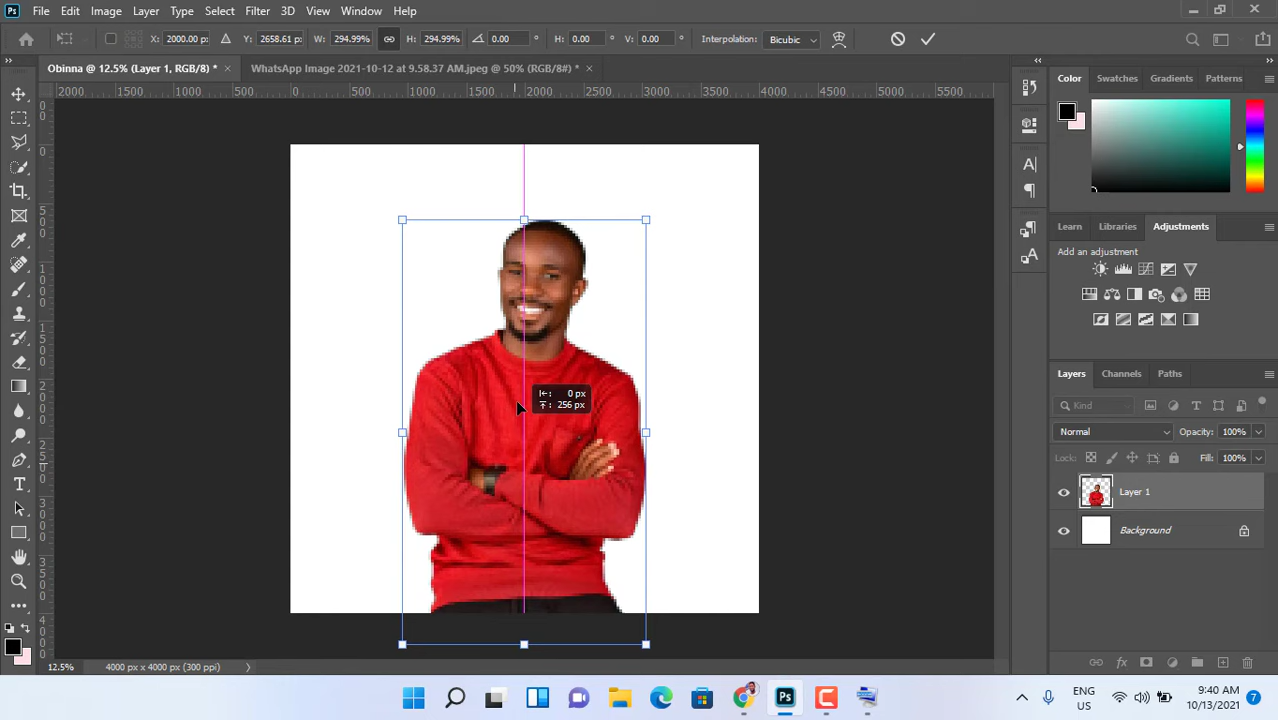 Ps File Edit Image Layer Type Select Filter 3D View Window Help
X: 2000.00 px Y: 2658.61 px W: 294.99% H: 294.99% 0.00 ° H: 0.00 ° V: 0.00 ° Interpolation: Bicubic
Obinna @ 12.5% (Layer 1, RGB/8) * × WhatsApp Image 2021-10-12 at 9.58.37 AM.jpeg @ 50% (RGB/8#) * ×
2000 1500 1000 500 0 500 1000 1500 2000 2500 3000 3500 4000 4500 5000 5500
Color Swatches Gradients Patterns
Learn Libraries Adjustments
Add an adjustment
Layers Channels Paths
Kind
Normal Opacity: 100%
Lock: Fill: 100%
Layer 1
Background
0 px
256 px
12.5% 4000 px x 4000 px (300 ppi)
Ps
ENG
US
9:40 AM
10/13/2021
7